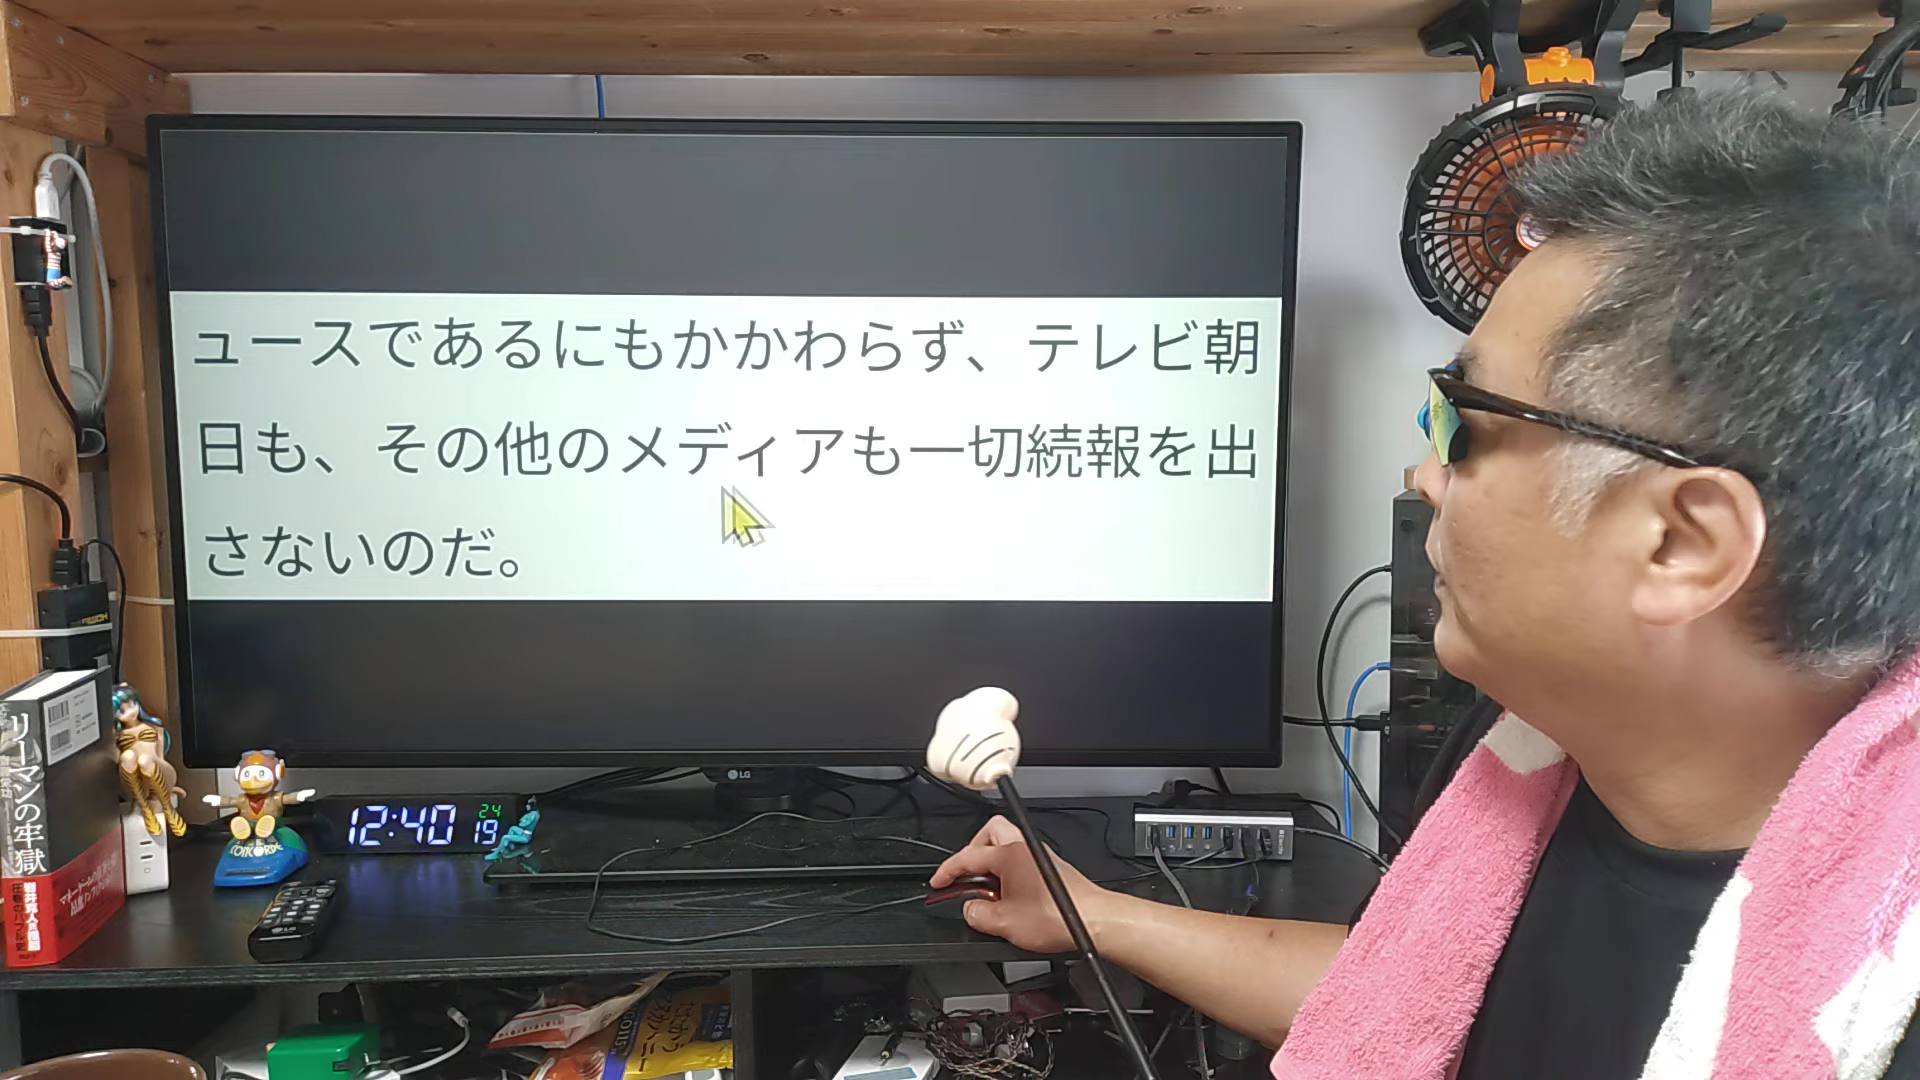 ュースであるにもかかわらず、テレビ朝
日も、その他のメディアも一切続報を出
さないのだ。
LG
12:40
24
19
リーマンの牢獄
CONCORDE
LG